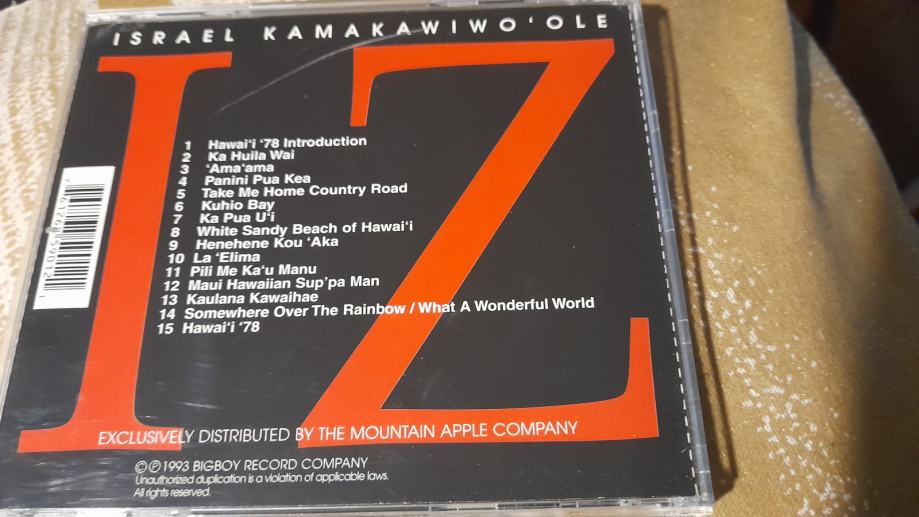 ISRAEL KAMAKAWIWO‘OLE
IZ
1 Hawai‘i ‘78 Introduction
2 Ka Huila Wai
3 ‘Ama‘ama
4 Panini Pua Kea
5 Take Me Home Country Road
6 Kuhio Bay
7 Ka Pua U‘i
8 White Sandy Beach of Hawai‘i
9 Henehene Kou ‘Aka
10 La ‘Elima
11 Pili Me Ka‘u Manu
12 Maui Hawaiian Sup’pa Man
13 Kaulana Kawaihae
14 Somewhere Over The Rainbow / What A Wonderful World
15 Hawai‘i ‘78
EXCLUSIVELY DISTRIBUTED BY THE MOUNTAIN APPLE COMPANY
©℗1993 BIGBOY RECORD COMPANY
Unauthorized duplication is a violation of applicable laws.
All rights reserved.